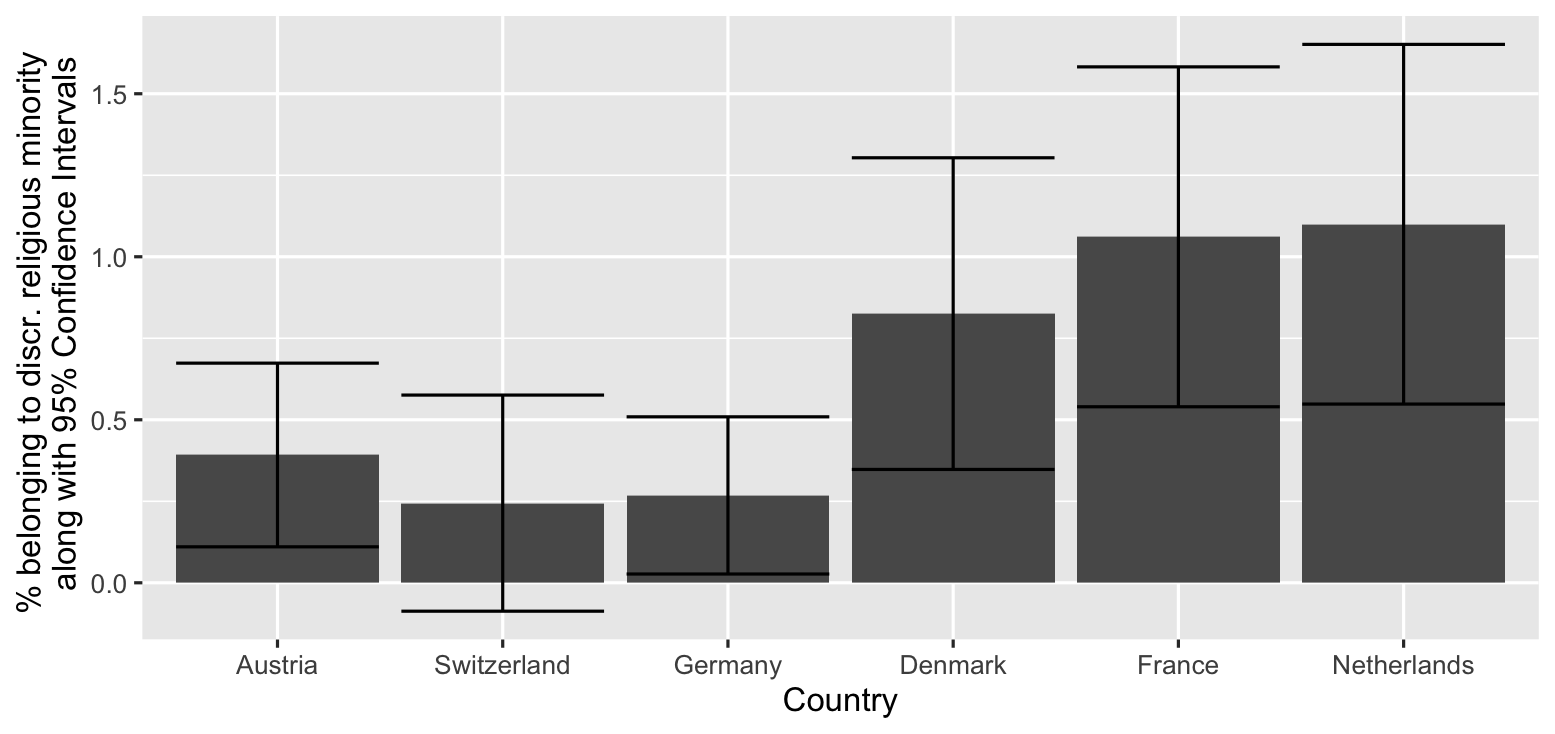 % belonging to discr. religious minority
along with 95% Confidence Intervals
1.5
1.0
0.5
0.0
Austria Switzerland Germany Denmark France Netherlands
Country